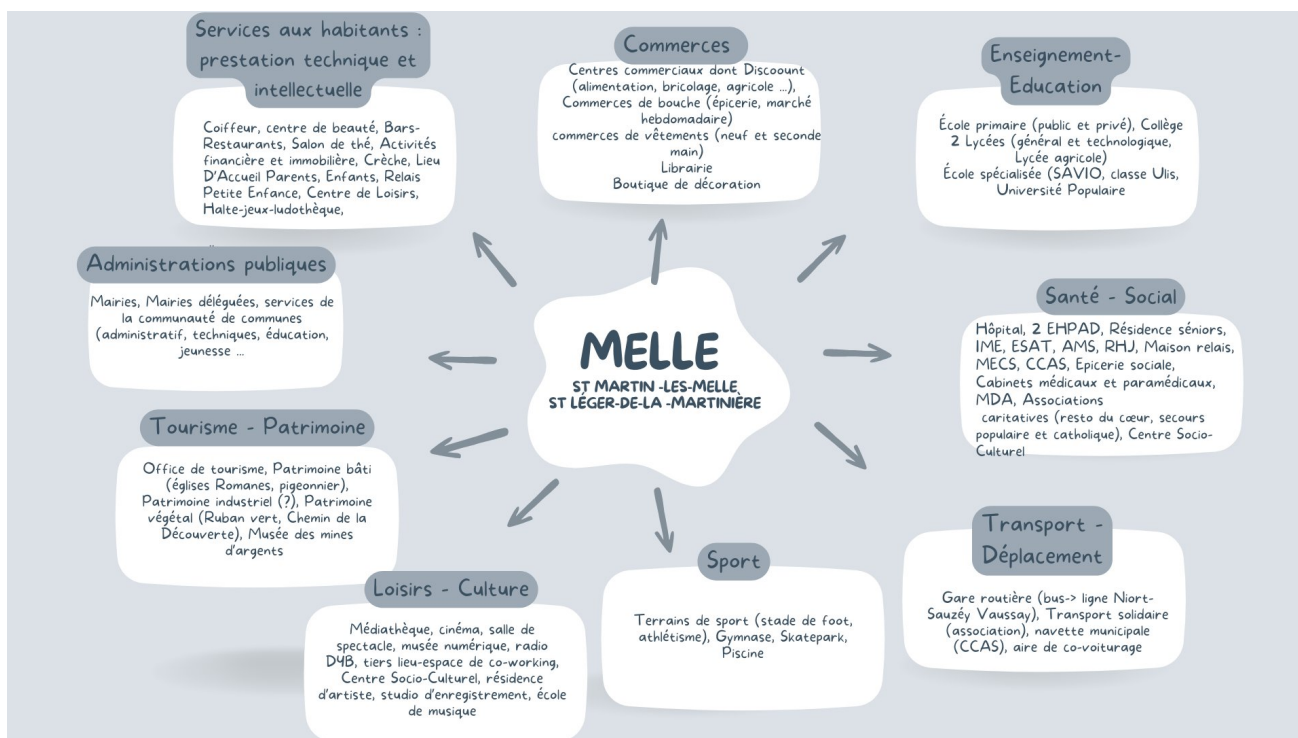 Services aux habitants :
prestation technique et
intellectuelle
Coiffeur, centre de beauté, Bars-
Restaurants, Salon de thé, Activités
financière et immobilière, Crèche, Lieu
D'Accueil Parents, Enfants, Relais
Petite Enfance, Centre de Loisirs,
Halte-jeux-ludothèque,
Commerces
Centres commerciaux dont Discoount
(alimentation, bricolage, agricole ...),
Commerces de bouche (épicerie, marché
hebdomadaire)
commerces de vêtements (neuf et seconde
main)
Librairie
Boutique de décoration
Enseignement-
Education
École primaire (public et privé), Collège
2 Lycées (général et technologique,
Lycée agricole)
École spécialisée (SAVIO, classe Ulis,
Université Populaire
Administrations publiques
Mairies, Mairies déléguées, services de
la communauté de communes
(administratif, techniques, éducation,
jeunesse ...
MELLE
ST MARTIN -LES-MELLE
ST LÉGER-DE-LA -MARTINIÈRE
Santé - Social
Hôpital, 2 EHPAD, Résidence séniors,
IME, ESAT, AMS, RHJ, Maison relais,
MECS, CCAS, Epicerie sociale,
Cabinets médicaux et paramédicaux,
MDA, Associations
caritatives (resto du cœur, secours
populaire et catholique), Centre Socio-
Culturel
Tourisme - Patrimoine
Office de tourisme, Patrimoine bâti
(églises Romanes, pigeonnier),
Patrimoine industriel (?), Patrimoine
végétal (Ruban vert, Chemin de la
Découverte), Musée des mines
d'argents
Loisirs - Culture
Médiathèque, cinéma, salle de
spectacle, musée numérique, radio
D4B, tiers lieu-espace de co-working,
Centre Socio-Culturel, résidence
d'artiste, studio d'enregistrement, école
de musique
Sport
Terrains de sport (stade de foot,
athlétisme), Gymnase, Skatepark,
Piscine
Transport -
Déplacement
Gare routière (bus-> ligne Niort-
Sauzéy Vaussay), Transport solidaire
(association), navette municipale
(CCAS), aire de co-voiturage